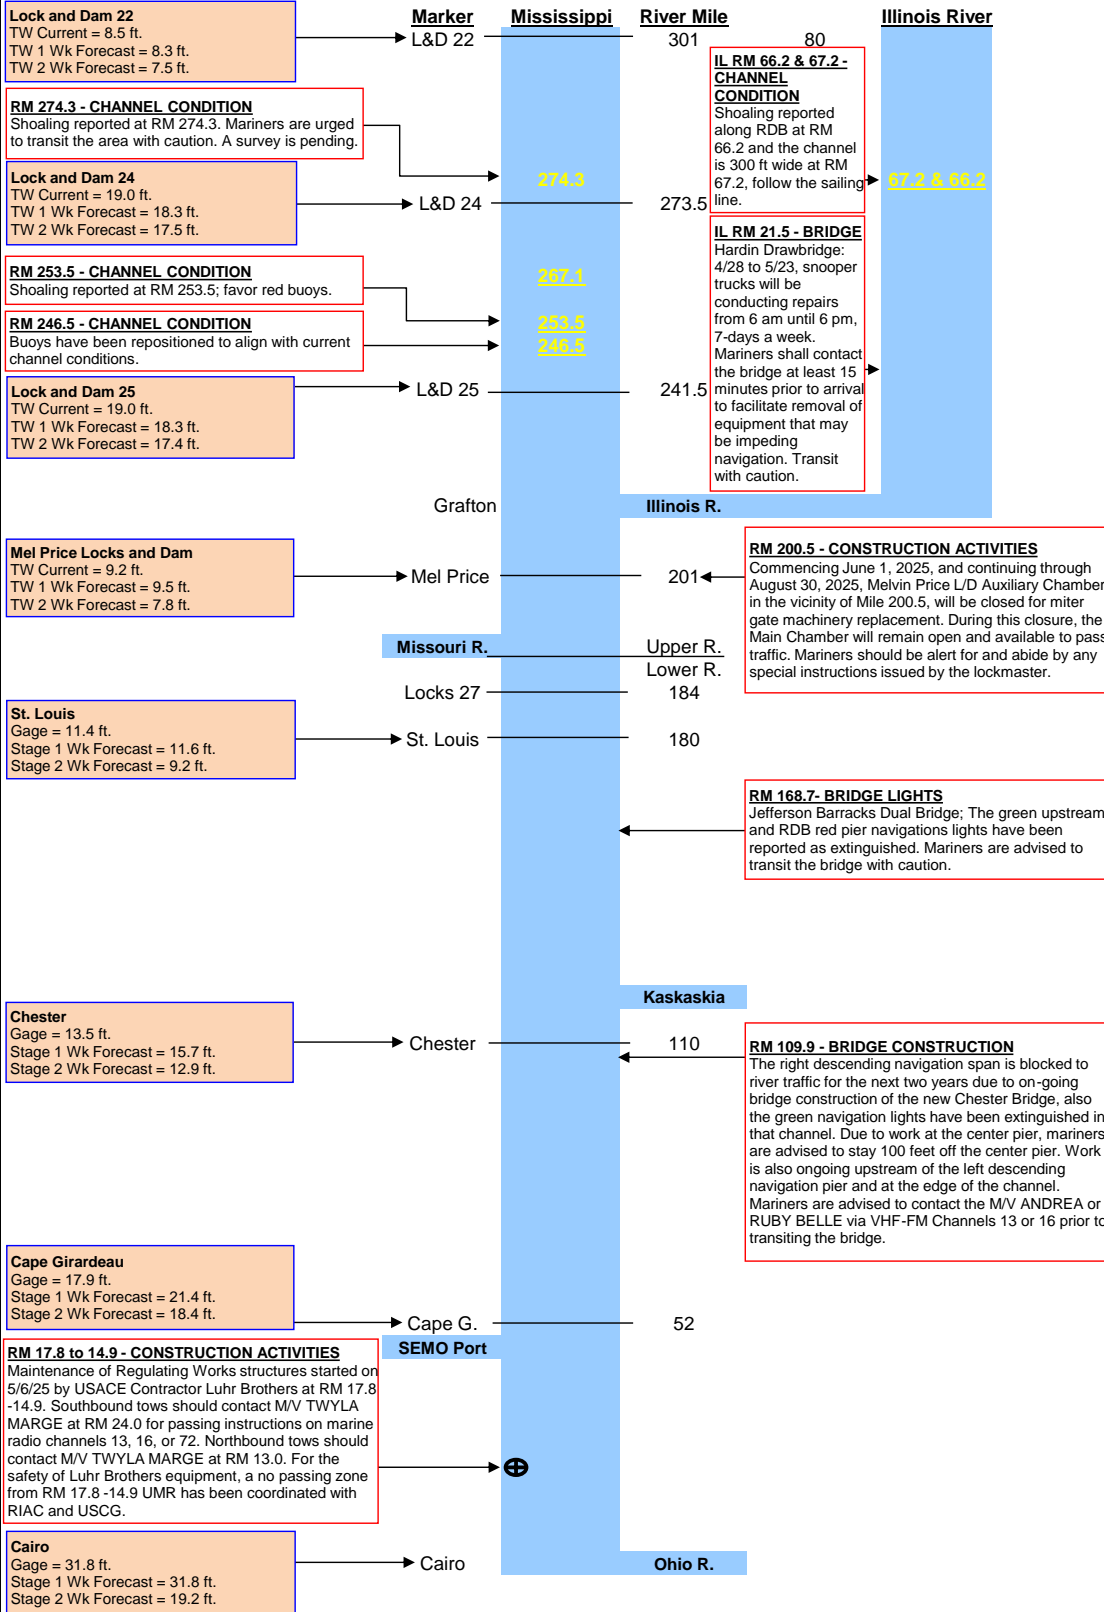 Marker Mississippi River Mile Illinois River
Lock and Dam 22
TW Current = 8.5 ft.
TW 1 Wk Forecast = 8.3 ft.
TW 2 Wk Forecast = 7.5 ft.
L&D 22 301 80
IL RM 66.2 & 67.2 -
CHANNEL
CONDITION
Shoaling reported
along RDB at RM
66.2 and the channel
is 300 ft wide at RM
67.2, follow the sailing
line.
67.2 & 66.2
RM 274.3 - CHANNEL CONDITION
Shoaling reported at RM 274.3. Mariners are urged
to transit the area with caution. A survey is pending.
274.3
Lock and Dam 24
TW Current = 19.0 ft.
TW 1 Wk Forecast = 18.3 ft.
TW 2 Wk Forecast = 17.5 ft.
L&D 24 273.5
IL RM 21.5 - BRIDGE
Hardin Drawbridge:
4/28 to 5/23, snooper
trucks will be
conducting repairs
from 6 am until 6 pm,
7-days a week.
Mariners shall contact
the bridge at least 15
minutes prior to arrival
to facilitate removal of
equipment that may
be impeding
navigation. Transit
with caution.
267.1
RM 253.5 - CHANNEL CONDITION
Shoaling reported at RM 253.5; favor red buoys.
253.5
RM 246.5 - CHANNEL CONDITION
Buoys have been repositioned to align with current
channel conditions.
246.5
Lock and Dam 25
TW Current = 19.0 ft.
TW 1 Wk Forecast = 18.3 ft.
TW 2 Wk Forecast = 17.4 ft.
L&D 25 241.5
Grafton Illinois R.
Mel Price Locks and Dam
TW Current = 9.2 ft.
TW 1 Wk Forecast = 9.5 ft.
TW 2 Wk Forecast = 7.8 ft.
Mel Price 201
RM 200.5 - CONSTRUCTION ACTIVITIES
Commencing June 1, 2025, and continuing through
August 30, 2025, Melvin Price L/D Auxiliary Chamber
in the vicinity of Mile 200.5, will be closed for miter
gate machinery replacement. During this closure, the
Main Chamber will remain open and available to pass
traffic. Mariners should be alert for and abide by any
special instructions issued by the lockmaster.
Missouri R. Upper R.
Lower R.
Locks 27 184
St. Louis
Gage = 11.4 ft.
Stage 1 Wk Forecast = 11.6 ft.
Stage 2 Wk Forecast = 9.2 ft.
St. Louis 180
RM 168.7- BRIDGE LIGHTS
Jefferson Barracks Dual Bridge; The green upstream
and RDB red pier navigations lights have been
reported as extinguished. Mariners are advised to
transit the bridge with caution.
Kaskaskia
Chester
Gage = 13.5 ft.
Stage 1 Wk Forecast = 15.7 ft.
Stage 2 Wk Forecast = 12.9 ft.
Chester 110
RM 109.9 - BRIDGE CONSTRUCTION
The right descending navigation span is blocked to
river traffic for the next two years due to on-going
bridge construction of the new Chester Bridge, also
the green navigation lights have been extinguished in
that channel. Due to work at the center pier, mariners
are advised to stay 100 feet off the center pier. Work
is also ongoing upstream of the left descending
navigation pier and at the edge of the channel.
Mariners are advised to contact the M/V ANDREA or
RUBY BELLE via VHF-FM Channels 13 or 16 prior to
transiting the bridge.
Cape Girardeau
Gage = 17.9 ft.
Stage 1 Wk Forecast = 21.4 ft.
Stage 2 Wk Forecast = 18.4 ft.
Cape G. 52
SEMO Port
RM 17.8 to 14.9 - CONSTRUCTION ACTIVITIES
Maintenance of Regulating Works structures started on
5/6/25 by USACE Contractor Luhr Brothers at RM 17.8
-14.9. Southbound tows should contact M/V TWYLA
MARGE at RM 24.0 for passing instructions on marine
radio channels 13, 16, or 72. Northbound tows should
contact M/V TWYLA MARGE at RM 13.0. For the
safety of Luhr Brothers equipment, a no passing zone
from RM 17.8 -14.9 UMR has been coordinated with
RIAC and USCG.
Cairo
Gage = 31.8 ft.
Stage 1 Wk Forecast = 31.8 ft.
Stage 2 Wk Forecast = 19.2 ft.
Cairo Ohio R.